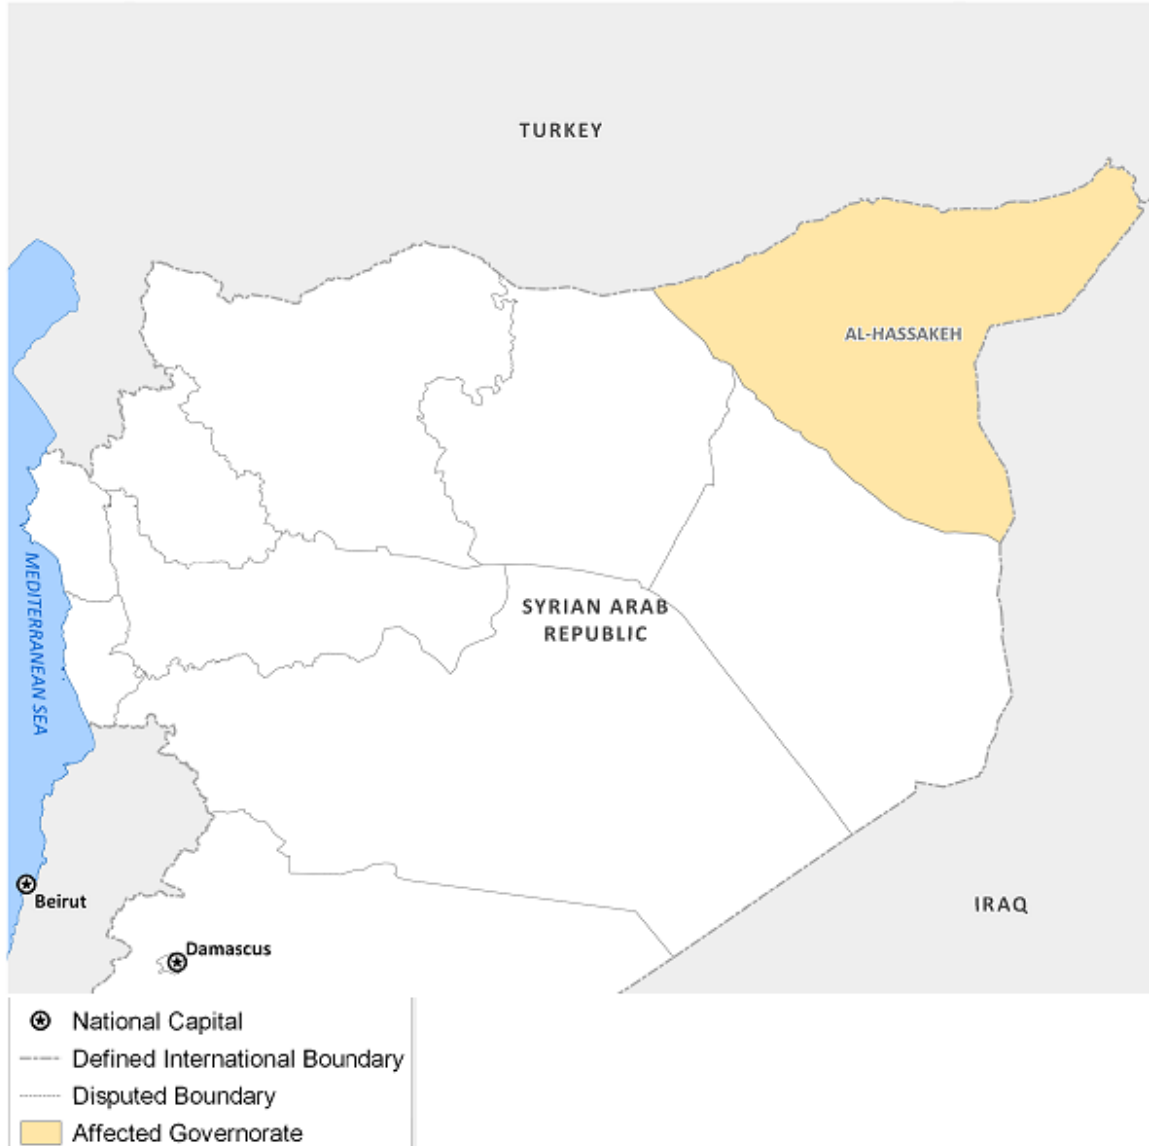 TURKEY
AL-HASSAKEH
MEDITERRANEAN SEA
SYRIAN ARAB
REPUBLIC
Beirut
IRAQ
Damascus
National Capital
Defined International Boundary
Disputed Boundary
Affected Governorate